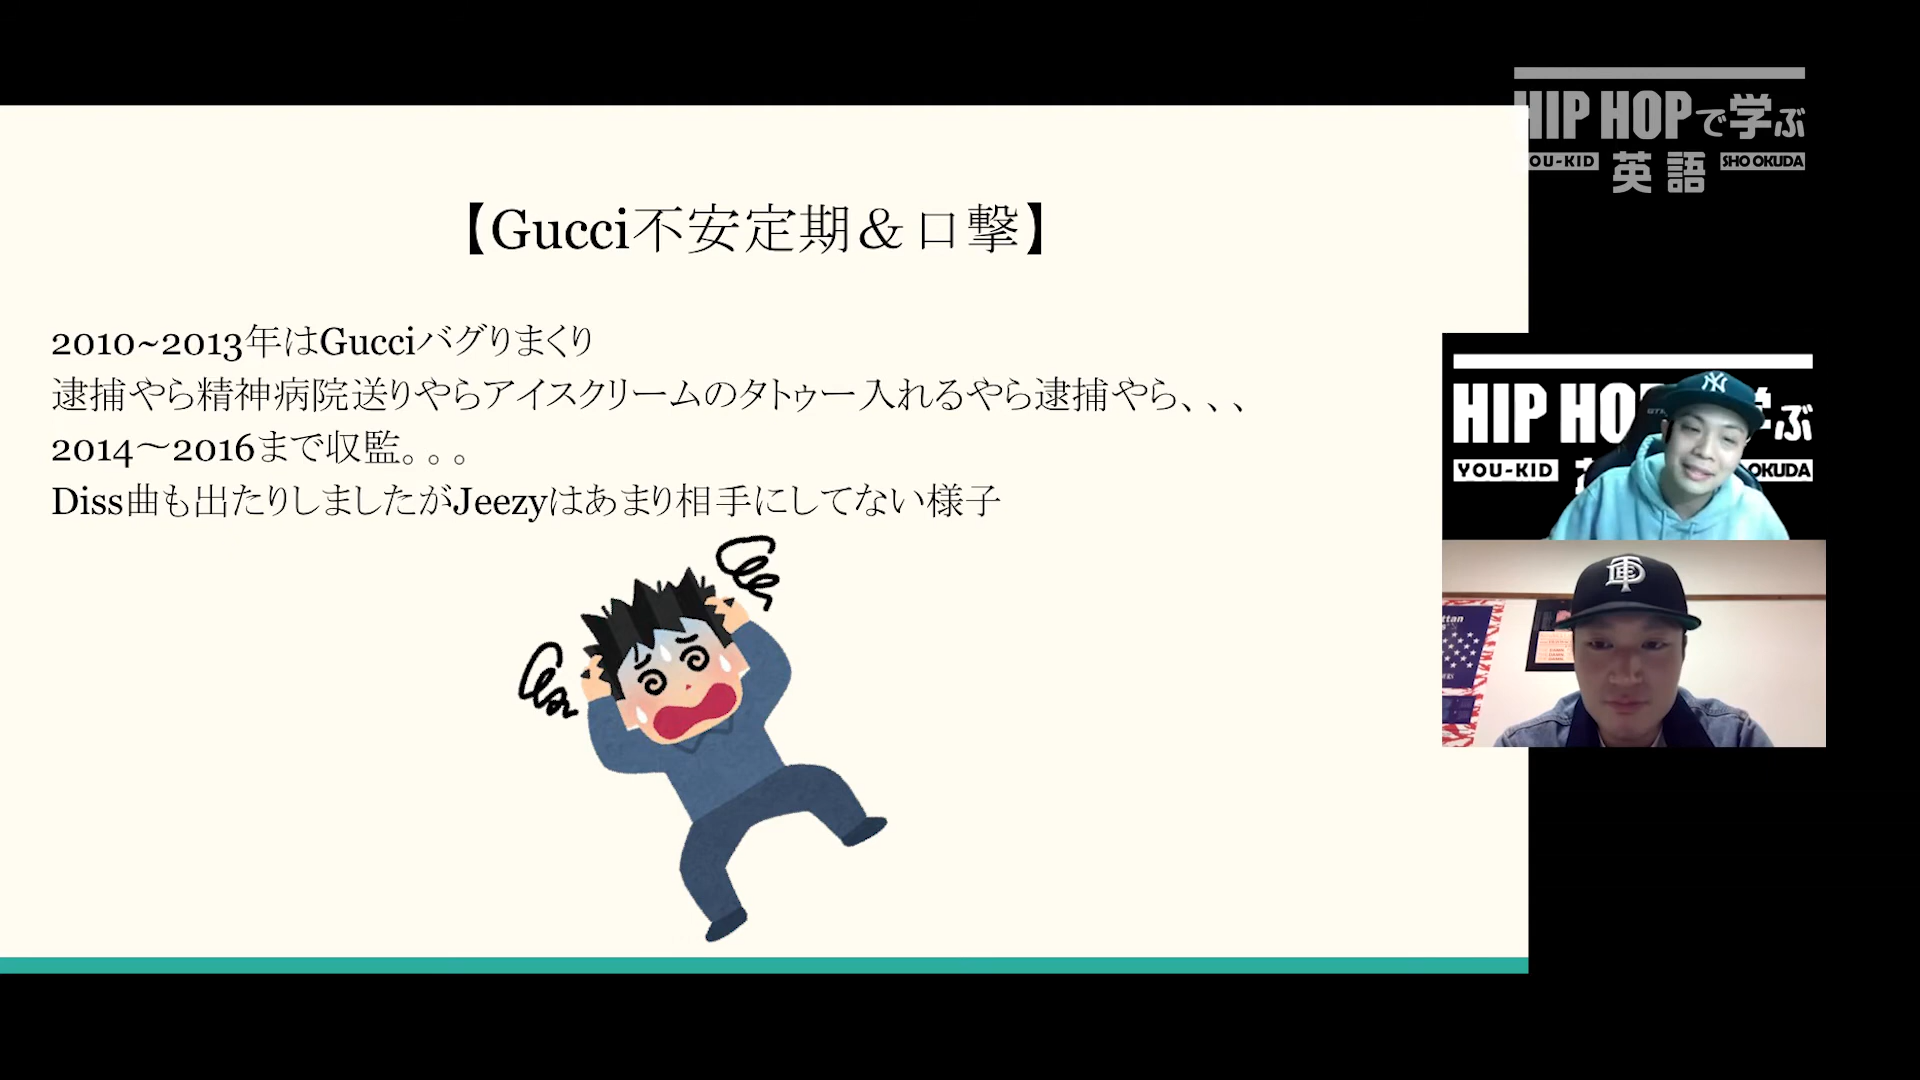 【Gucci不安定期＆口撃】
2010~2013年はGucciバグりまくり
逮捕やら精神病院送りやらアイスクリームのタトゥー入れるやら逮捕やら、、、
2014～2016まで収監。。。
Diss曲も出たりしましたがJeezyはあまり相手にしてない様子
HIP HOPで学ぶ
OU-KID
英語
SHO OKUDA
HIP HO
ぶ
YOU-KID
OKUDA
NY